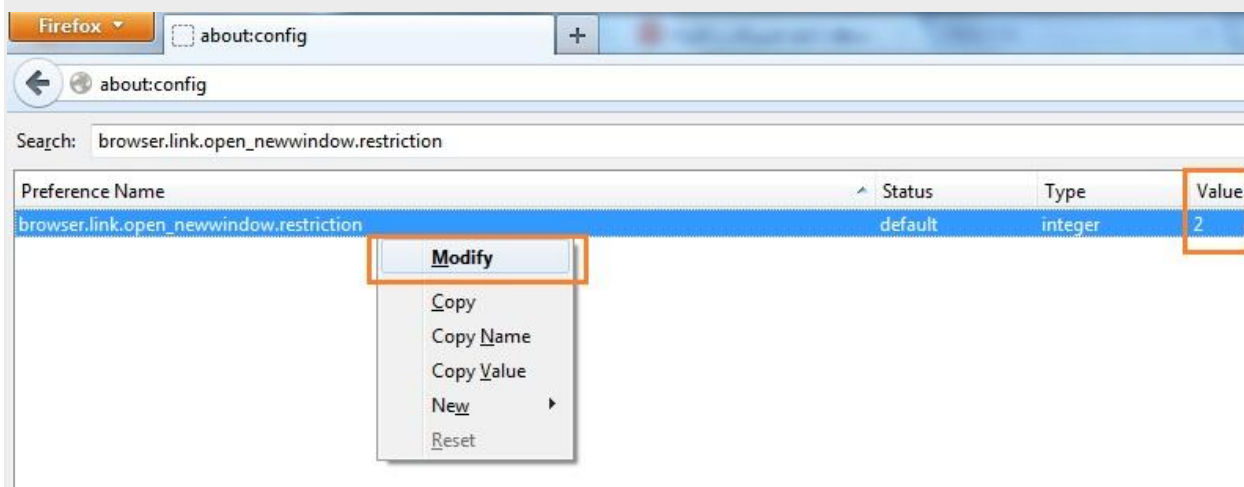 Firefox
about:config
about:config
Search: browser.link.open_newwindow.restriction
Preference Name Status Type Value
browser.link.open_newwindow.restriction default integer 2
Modify
Copy
Copy Name
Copy Value
New
Reset